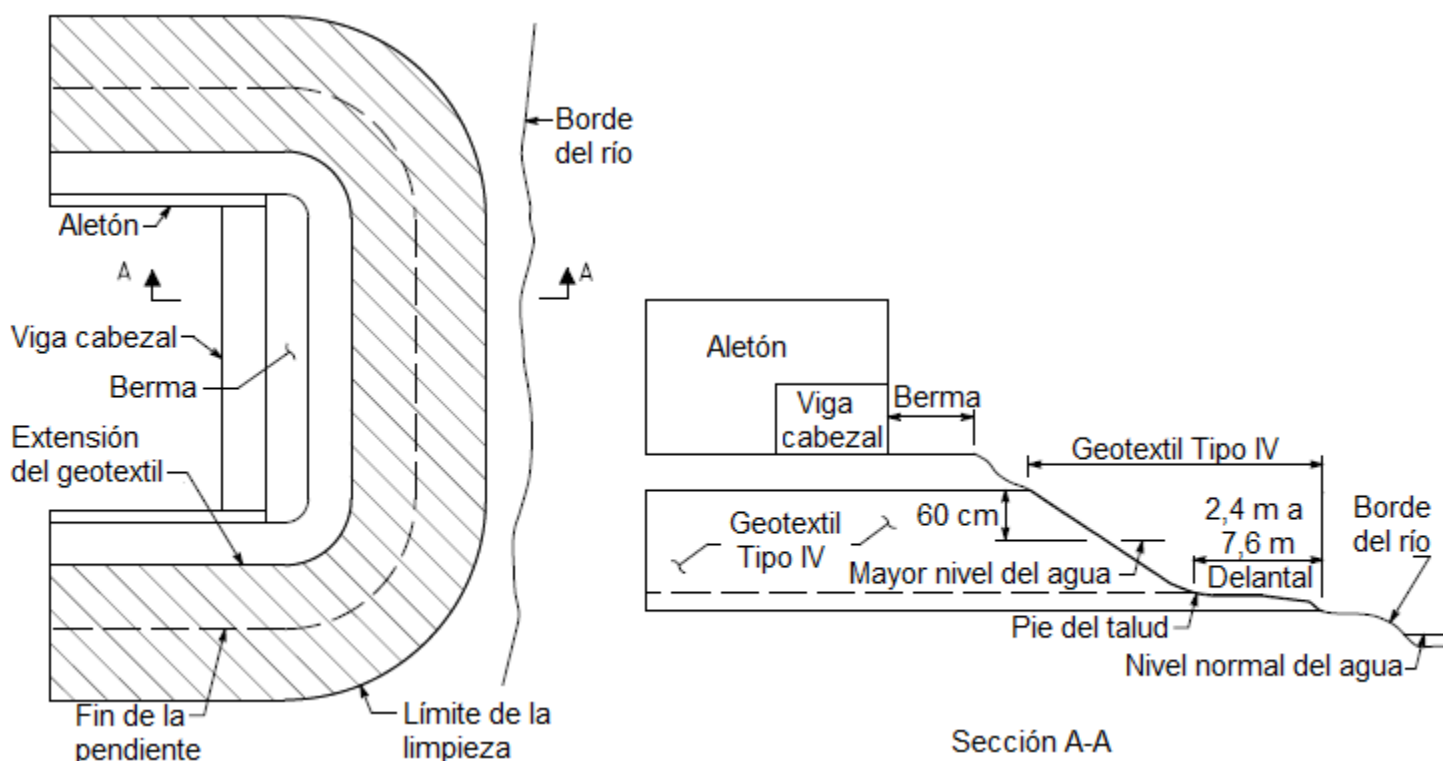 Borde
del río
Aletón
A
A
Viga cabezal
Berma
Extensión
del geotextil
Fin de la
pendiente
Límite de la
limpieza
Aletón
Viga
cabezal
Berma
Geotextil Tipo IV
60 cm
2,4 m a
7,6 m
Delantal
Borde
del río
Geotextil
Tipo IV
Mayor nivel del agua
Pie del talud
Nivel normal del agua
Sección A-A